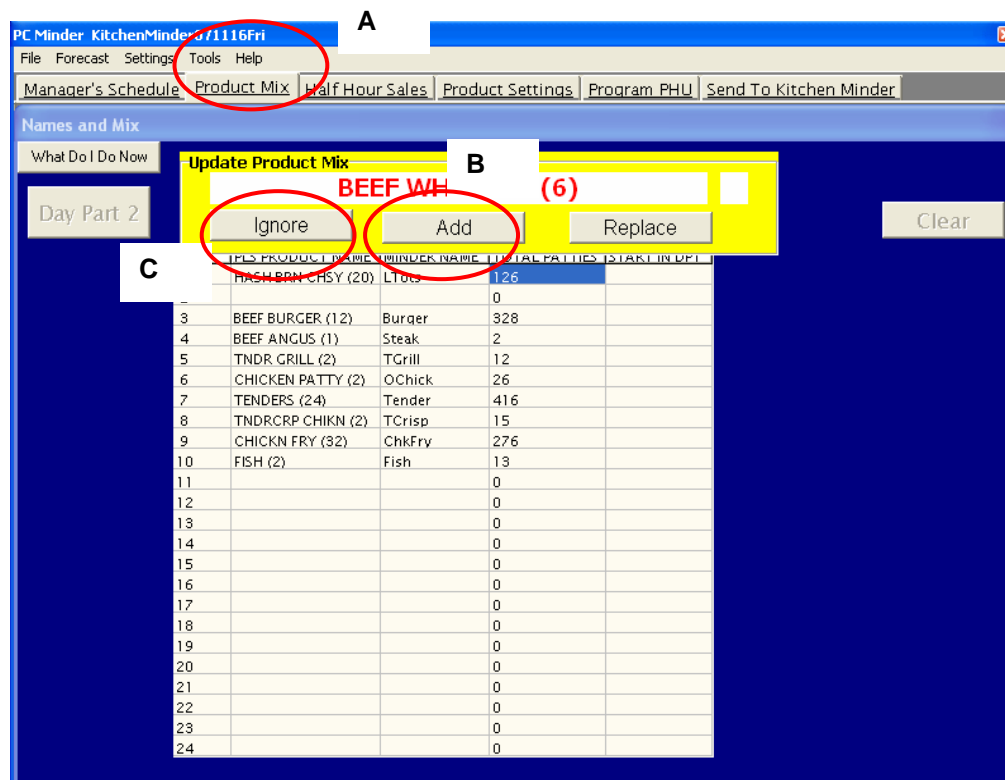 A
PC Minder KitchenMinder071116Fri
File Forecast Settings Tools Help
Manager's Schedule Product Mix Half Hour Sales Product Settings Program PHU Send To Kitchen Minder
Names and Mix
What Do I Do Now
Update Product Mix
B
BEEF WH (6)
Day Part 2
Ignore Add Replace
Clear
C
PLS PRODUCT NAME MINDER NAME TOTAL PATTIES START IN DPT
HASH BRN CHSY (20) LTots 126
0
3 BEEF BURGER (12) Burger 328
4 BEEF ANGUS (1) Steak 2
5 TNDR GRILL (2) TGrill 12
6 CHICKEN PATTY (2) OChick 26
7 TENDERS (24) Tender 416
8 TNDRCRP CHIKN (2) TCrisp 15
9 CHICKN FRY (32) ChkFry 276
10 FISH (2) Fish 13
11 0
12 0
13 0
14 0
15 0
16 0
17 0
18 0
19 0
20 0
21 0
22 0
23 0
24 0